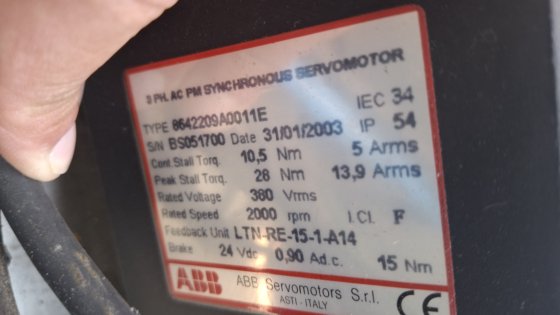 3 PH. AC PM SYNCHRONOUS SERVOMOTOR
IEC 34
TYPE 8642209A0011E
S/N BS051700 Date 31/01/2003 IP 54
Cont.Stall Torq. 10,5 Nm 5 Arms
Peak Stall Torq. 28 Nm 13,9 Arms
Rated Voltage 380 Vrms
Rated Speed 2000 rpm I.Cl. F
Feedback Unit LTN-RE-15-1-A14
Brake 24 Vdc 0,90 Ad.c. 15 Nm
ABB ABB Servomotors S.r.l.
ASTI - ITALY
CE